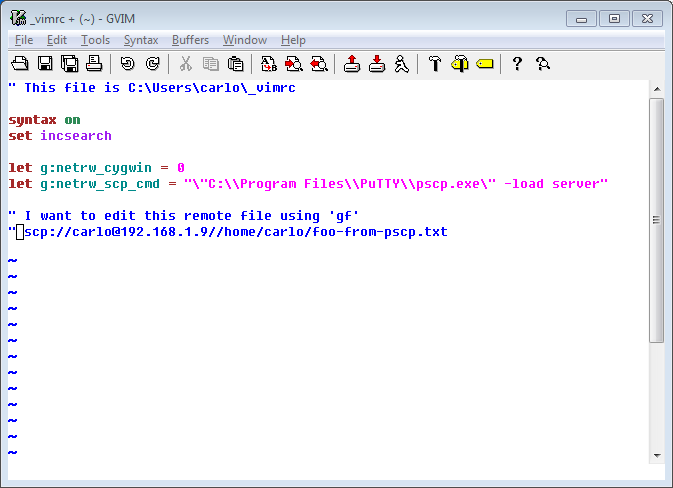 _vimrc + (~) - GVIM
File Edit Tools Syntax Buffers Window Help
" This file is C:\Users\carlo\_vimrc
syntax on
set incsearch
let g:netrw_cygwin = 0
let g:netrw_scp_cmd = "\"C:\\Program Files\\PuTTY\\pscp.exe\" -load server"
" I want to edit this remote file using 'gf'
" scp://carlo@192.168.1.9//home/carlo/foo-from-pscp.txt
~
~
~
~
~
~
~
~
~
~
~
~
~